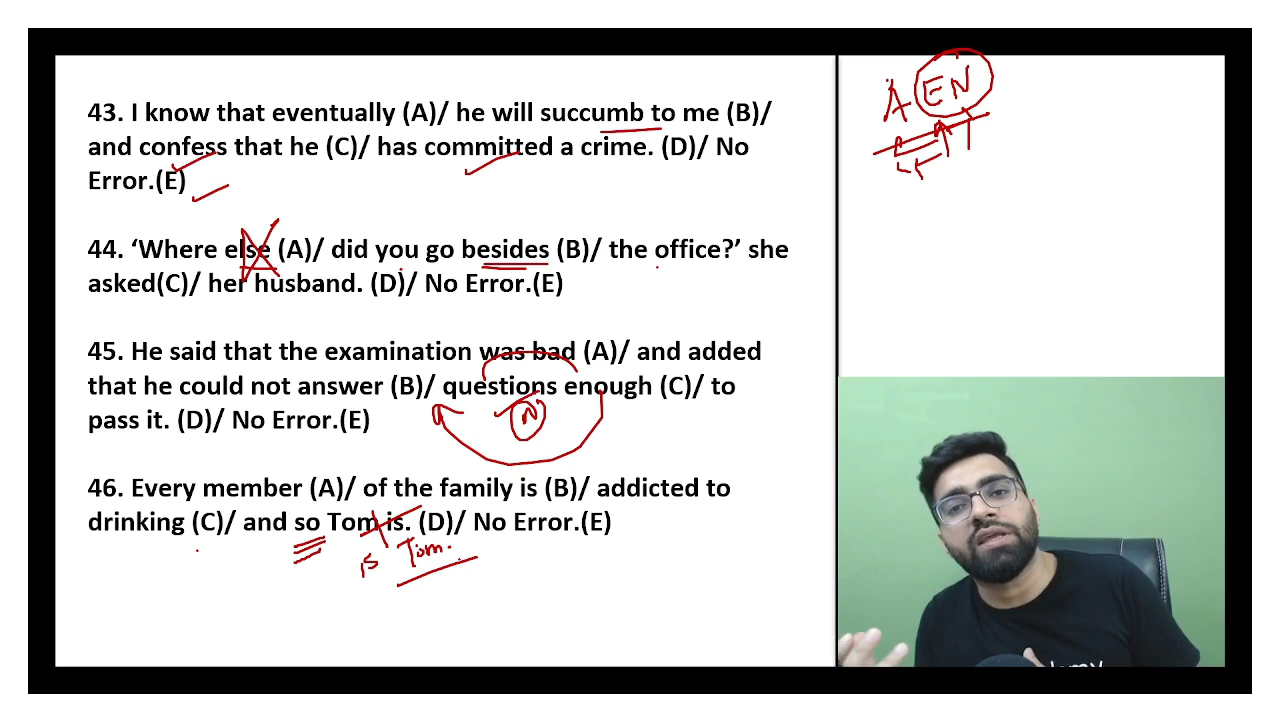 43. I know that eventually (A)/ he will succumb to me (B)/
and confess that he (C)/ has committed a crime. (D)/ No
Error.(E)
44. ‘Where else (A)/ did you go besides (B)/ the office?’ she
asked(C)/ her husband. (D)/ No Error.(E)
45. He said that the examination was bad (A)/ and added
that he could not answer (B)/ questions enough (C)/ to
pass it. (D)/ No Error.(E)
N
46. Every member (A)/ of the family is (B)/ addicted to
drinking (C)/ and so Tom is. (D)/ No Error.(E)
is Tom.
A EN